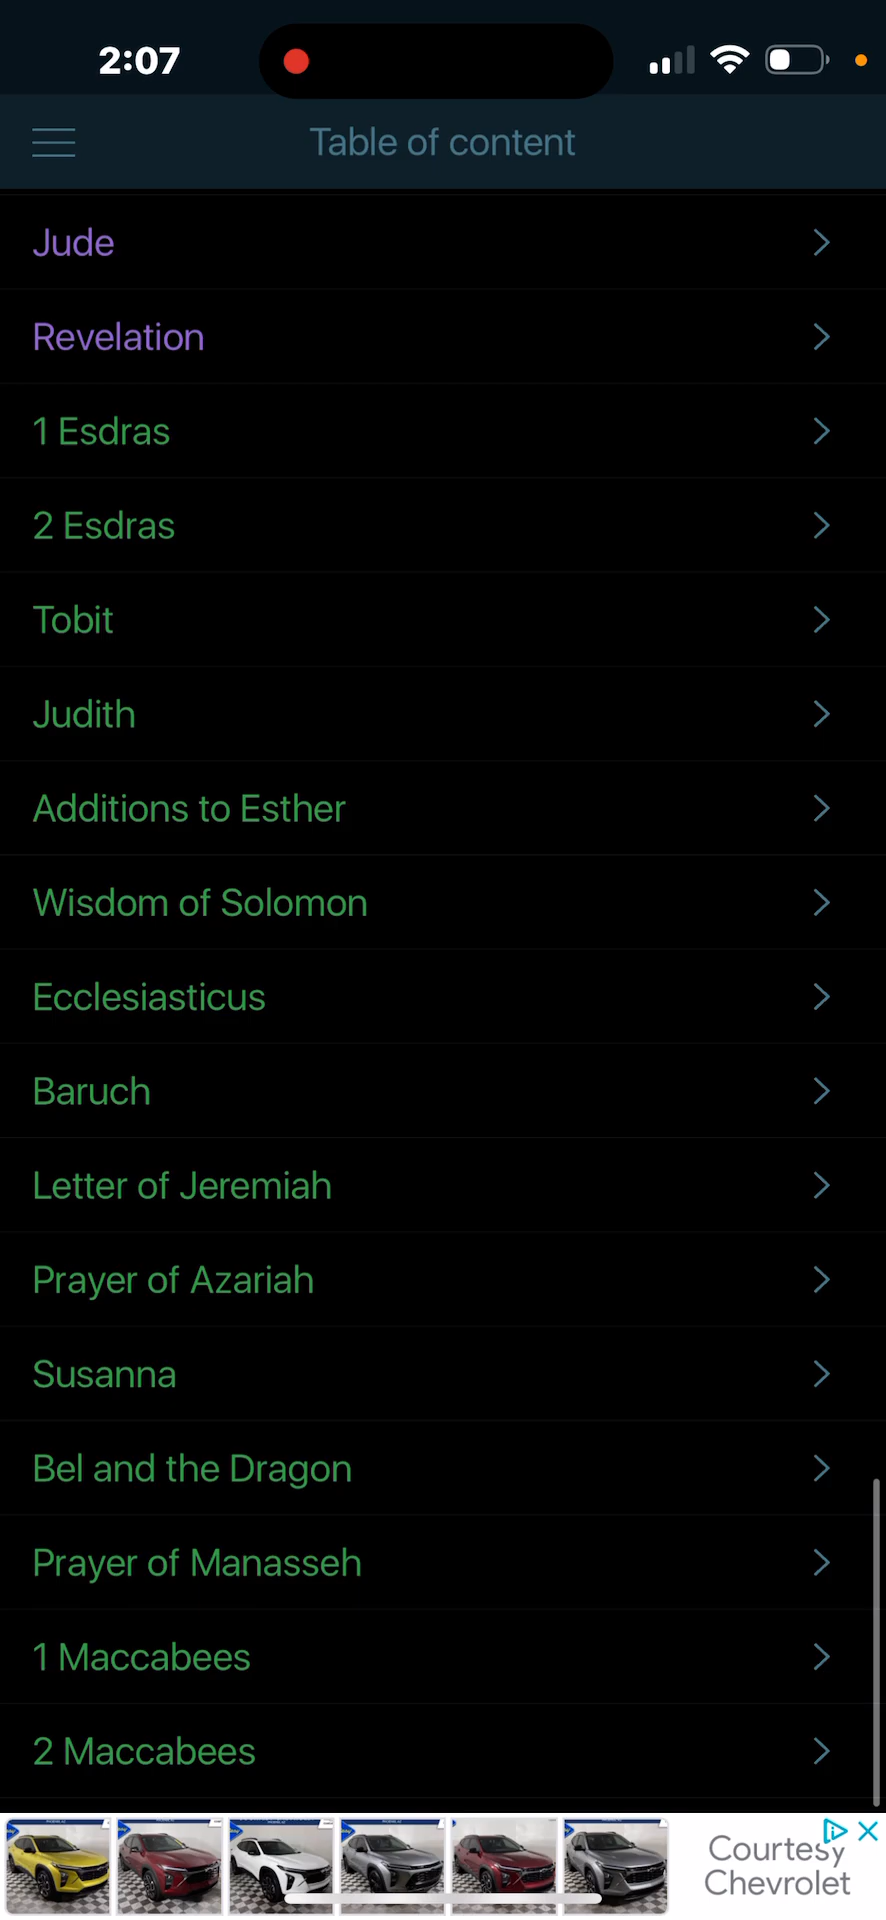 2:07
Table of content
Jude
Revelation
1 Esdras
2 Esdras
Tobit
Judith
Additions to Esther
Wisdom of Solomon
Ecclesiasticus
Baruch
Letter of Jeremiah
Prayer of Azariah
Susanna
Bel and the Dragon
Prayer of Manasseh
1 Maccabees
2 Maccabees
Courtesy
Chevrolet